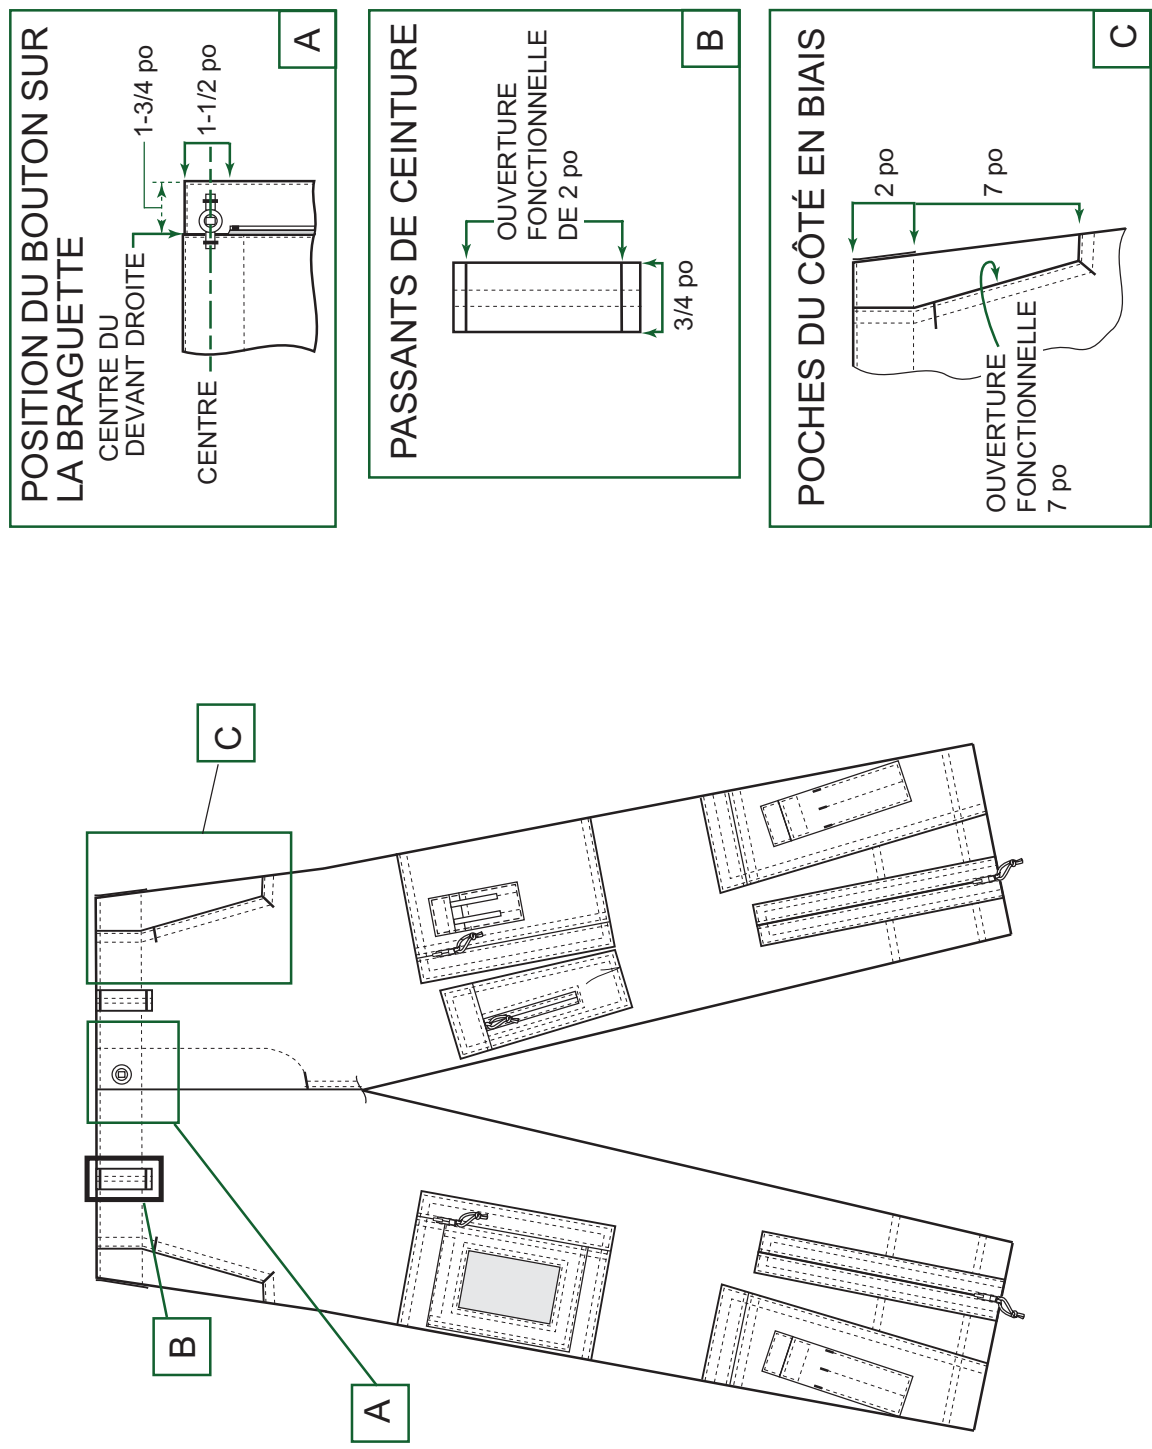 POSITION DU BOUTON SUR
LA BRAGUETTE
1-3/4 po
1-1/2 po
CENTRE DU
DEVANT DROITE
CENTRE
A
PASSANTS DE CEINTURE
OUVERTURE
FONCTIONNELLE
DE 2 po
3/4 po
B
POCHES DU CÔTÉ EN BIAIS
2 po
7 po
OUVERTURE
FONCTIONNELLE
7 po
C
C
B
A